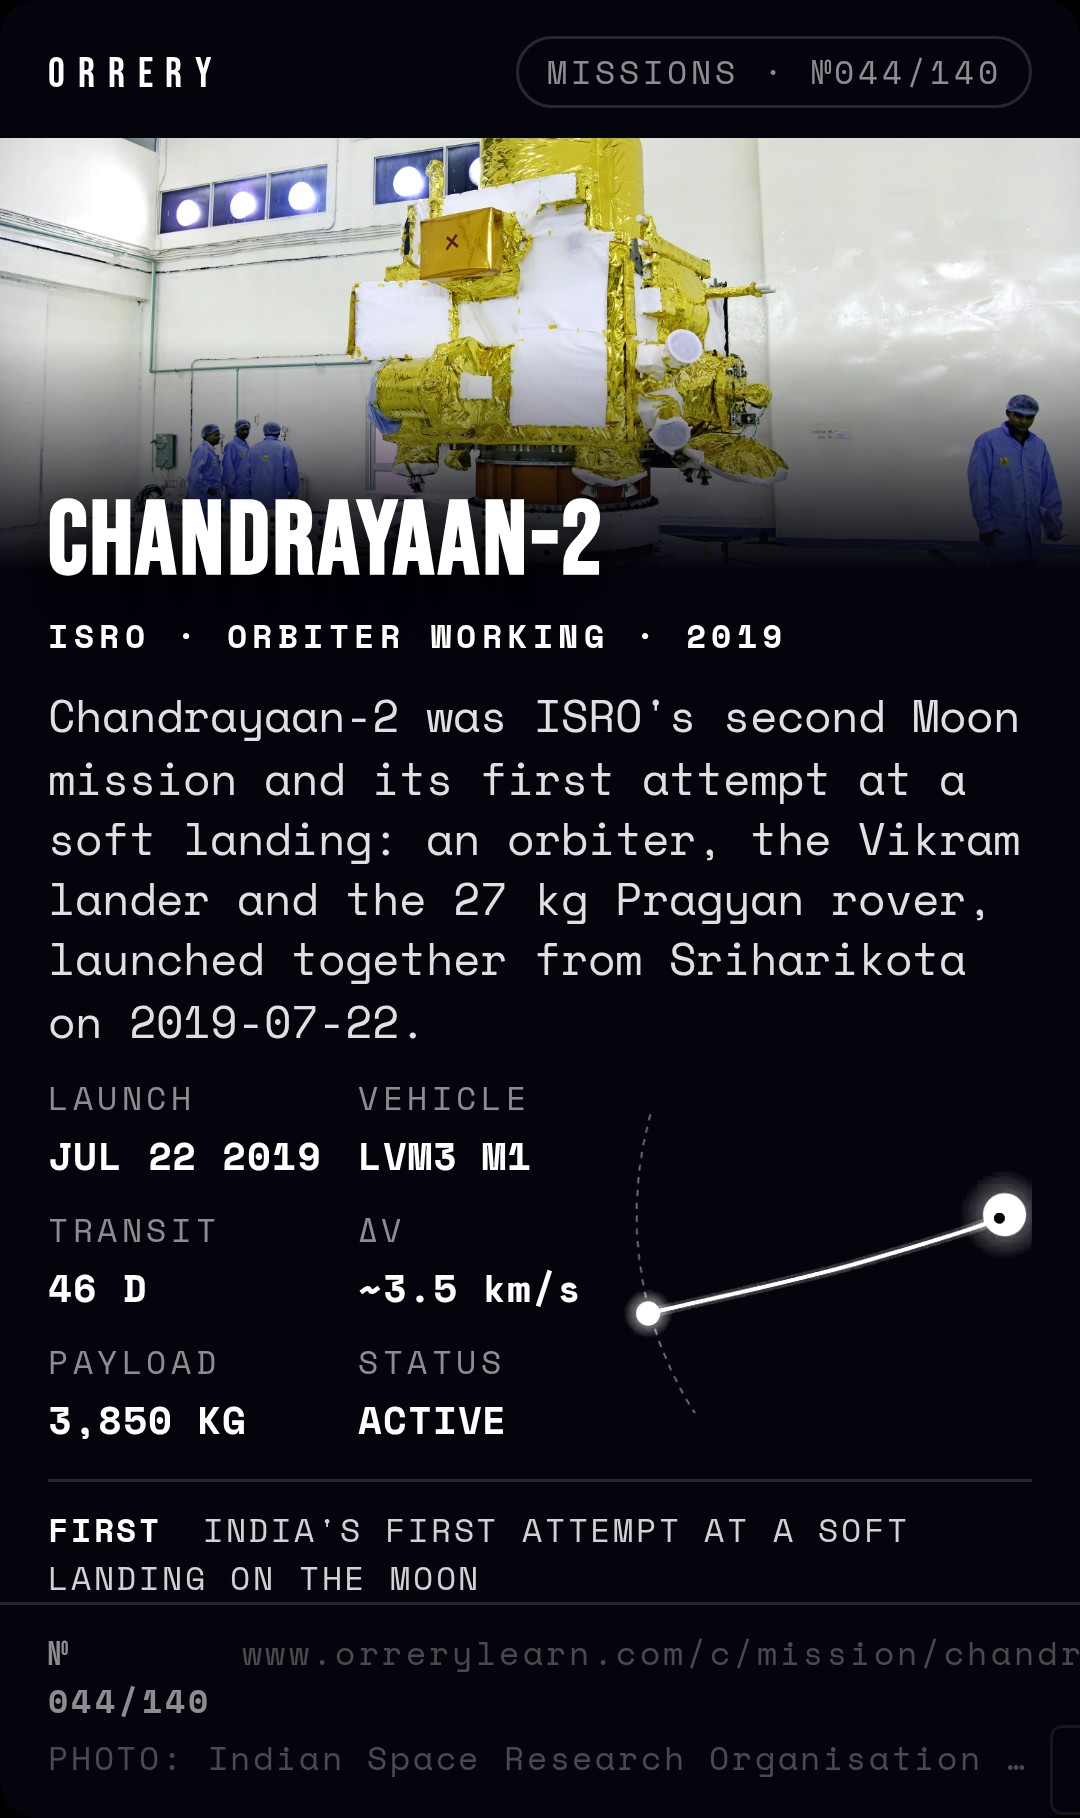 ORRERY
MISSIONS · №044/140
CHANDRAYAAN-2
ISRO · ORBITER WORKING · 2019
Chandrayaan-2 was ISRO's second Moon
mission and its first attempt at a
soft landing: an orbiter, the Vikram
lander and the 27 kg Pragyan rover,
launched together from Sriharikota
on 2019-07-22.
LAUNCH VEHICLE
JUL 22 2019 LVM3 M1
TRANSIT ΔV
46 D ~3.5 km/s
PAYLOAD STATUS
3,850 KG ACTIVE
FIRST INDIA'S FIRST ATTEMPT AT A SOFT
LANDING ON THE MOON
№ www.orrerylearn.com/c/mission/chandr
044/140
PHOTO: Indian Space Research Organisation …